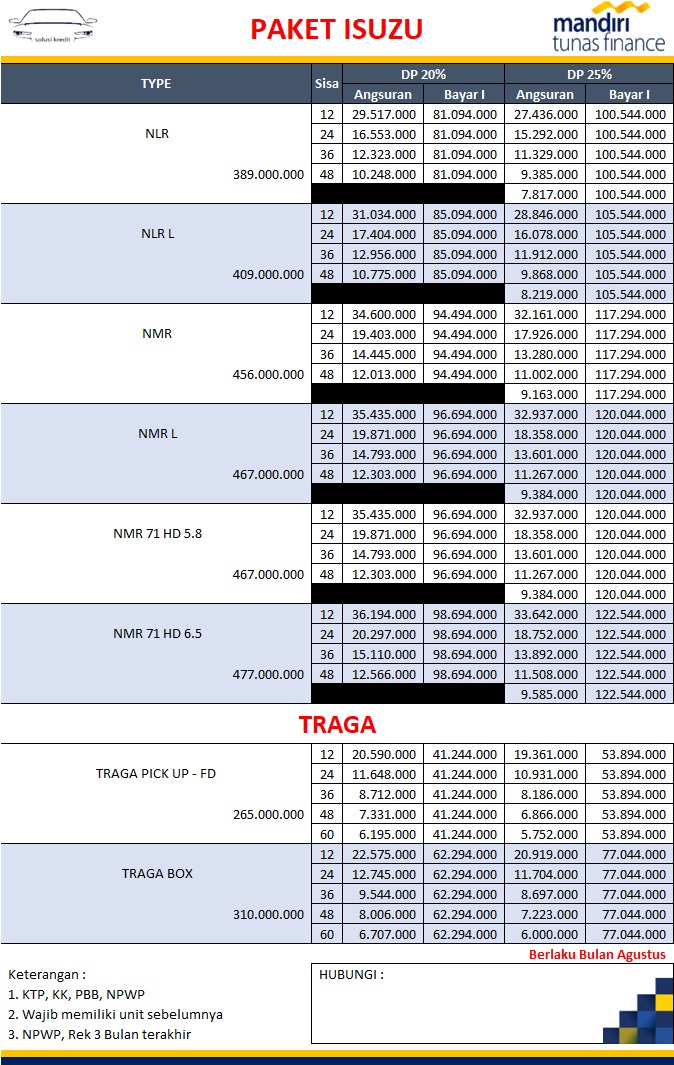 solusi kredit
PAKET ISUZU
mandiri
tunas finance
TYPE Sisa DP 20% DP 25%
Angsuran Bayar I Angsuran Bayar I
12 29.517.000 81.094.000 27.436.000 100.544.000
NLR 24 16.553.000 81.094.000 15.292.000 100.544.000
36 12.323.000 81.094.000 11.329.000 100.544.000
389.000.000 48 10.248.000 81.094.000 9.385.000 100.544.000
7.817.000 100.544.000
12 31.034.000 85.094.000 28.846.000 105.544.000
NLR L 24 17.404.000 85.094.000 16.078.000 105.544.000
36 12.956.000 85.094.000 11.912.000 105.544.000
409.000.000 48 10.775.000 85.094.000 9.868.000 105.544.000
8.219.000 105.544.000
12 34.600.000 94.494.000 32.161.000 117.294.000
NMR 24 19.403.000 94.494.000 17.926.000 117.294.000
36 14.445.000 94.494.000 13.280.000 117.294.000
456.000.000 48 12.013.000 94.494.000 11.002.000 117.294.000
9.163.000 117.294.000
12 35.435.000 96.694.000 32.937.000 120.044.000
NMR L 24 19.871.000 96.694.000 18.358.000 120.044.000
36 14.793.000 96.694.000 13.601.000 120.044.000
467.000.000 48 12.303.000 96.694.000 11.267.000 120.044.000
9.384.000 120.044.000
12 35.435.000 96.694.000 32.937.000 120.044.000
NMR 71 HD 5.8 24 19.871.000 96.694.000 18.358.000 120.044.000
36 14.793.000 96.694.000 13.601.000 120.044.000
467.000.000 48 12.303.000 96.694.000 11.267.000 120.044.000
9.384.000 120.044.000
12 36.194.000 98.694.000 33.642.000 122.544.000
NMR 71 HD 6.5 24 20.297.000 98.694.000 18.752.000 122.544.000
36 15.110.000 98.694.000 13.892.000 122.544.000
477.000.000 48 12.566.000 98.694.000 11.508.000 122.544.000
9.585.000 122.544.000
TRAGA
12 20.590.000 41.244.000 19.361.000 53.894.000
TRAGA PICK UP - FD 24 11.648.000 41.244.000 10.931.000 53.894.000
36 8.712.000 41.244.000 8.186.000 53.894.000
265.000.000 48 7.331.000 41.244.000 6.866.000 53.894.000
60 6.195.000 41.244.000 5.752.000 53.894.000
12 22.575.000 62.294.000 20.919.000 77.044.000
TRAGA BOX 24 12.745.000 62.294.000 11.704.000 77.044.000
36 9.544.000 62.294.000 8.697.000 77.044.000
310.000.000 48 8.006.000 62.294.000 7.223.000 77.044.000
60 6.707.000 62.294.000 6.000.000 77.044.000
Berlaku Bulan Agustus
Keterangan :
1. KTP, KK, PBB, NPWP
2. Wajib memiliki unit sebelumnya
3. NPWP, Rek 3 Bulan terakhir
HUBUNGI :